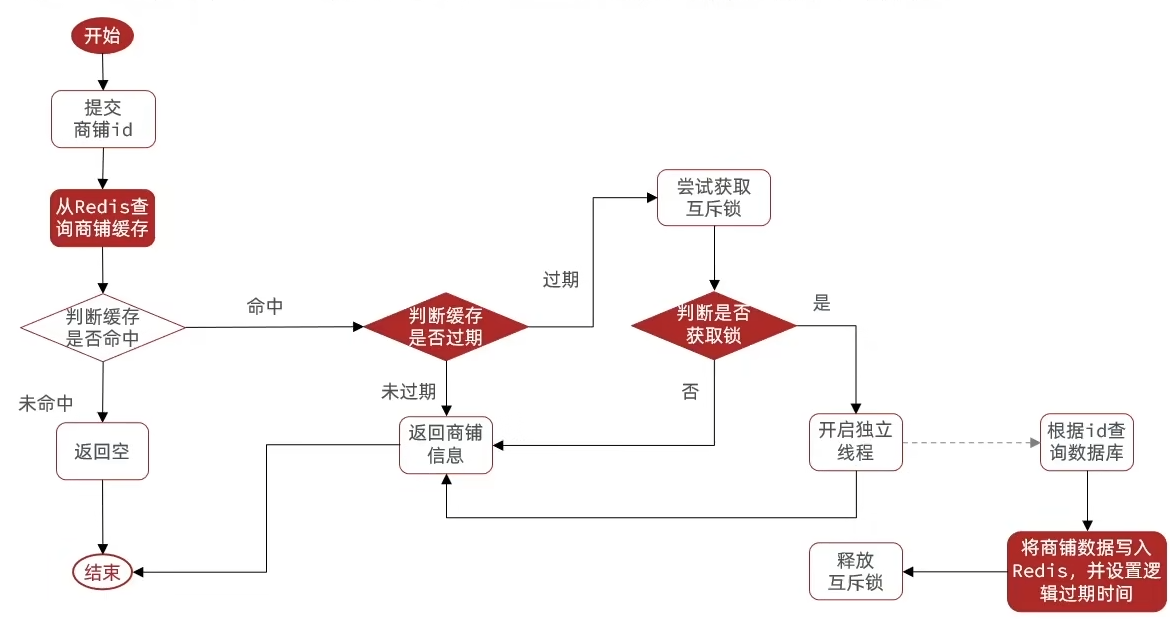 开始
提交
商铺id
从Redis查
询商铺缓存
判断缓存
是否命中
命中
未命中
返回空
结束
判断缓存
是否过期
过期
未过期
返回商铺
信息
尝试获取
互斥锁
判断是否
获取锁
是
否
开启独立
线程
根据id查
询数据库
将商铺数据写入
Redis，并设置逻
辑过期时间
释放
互斥锁